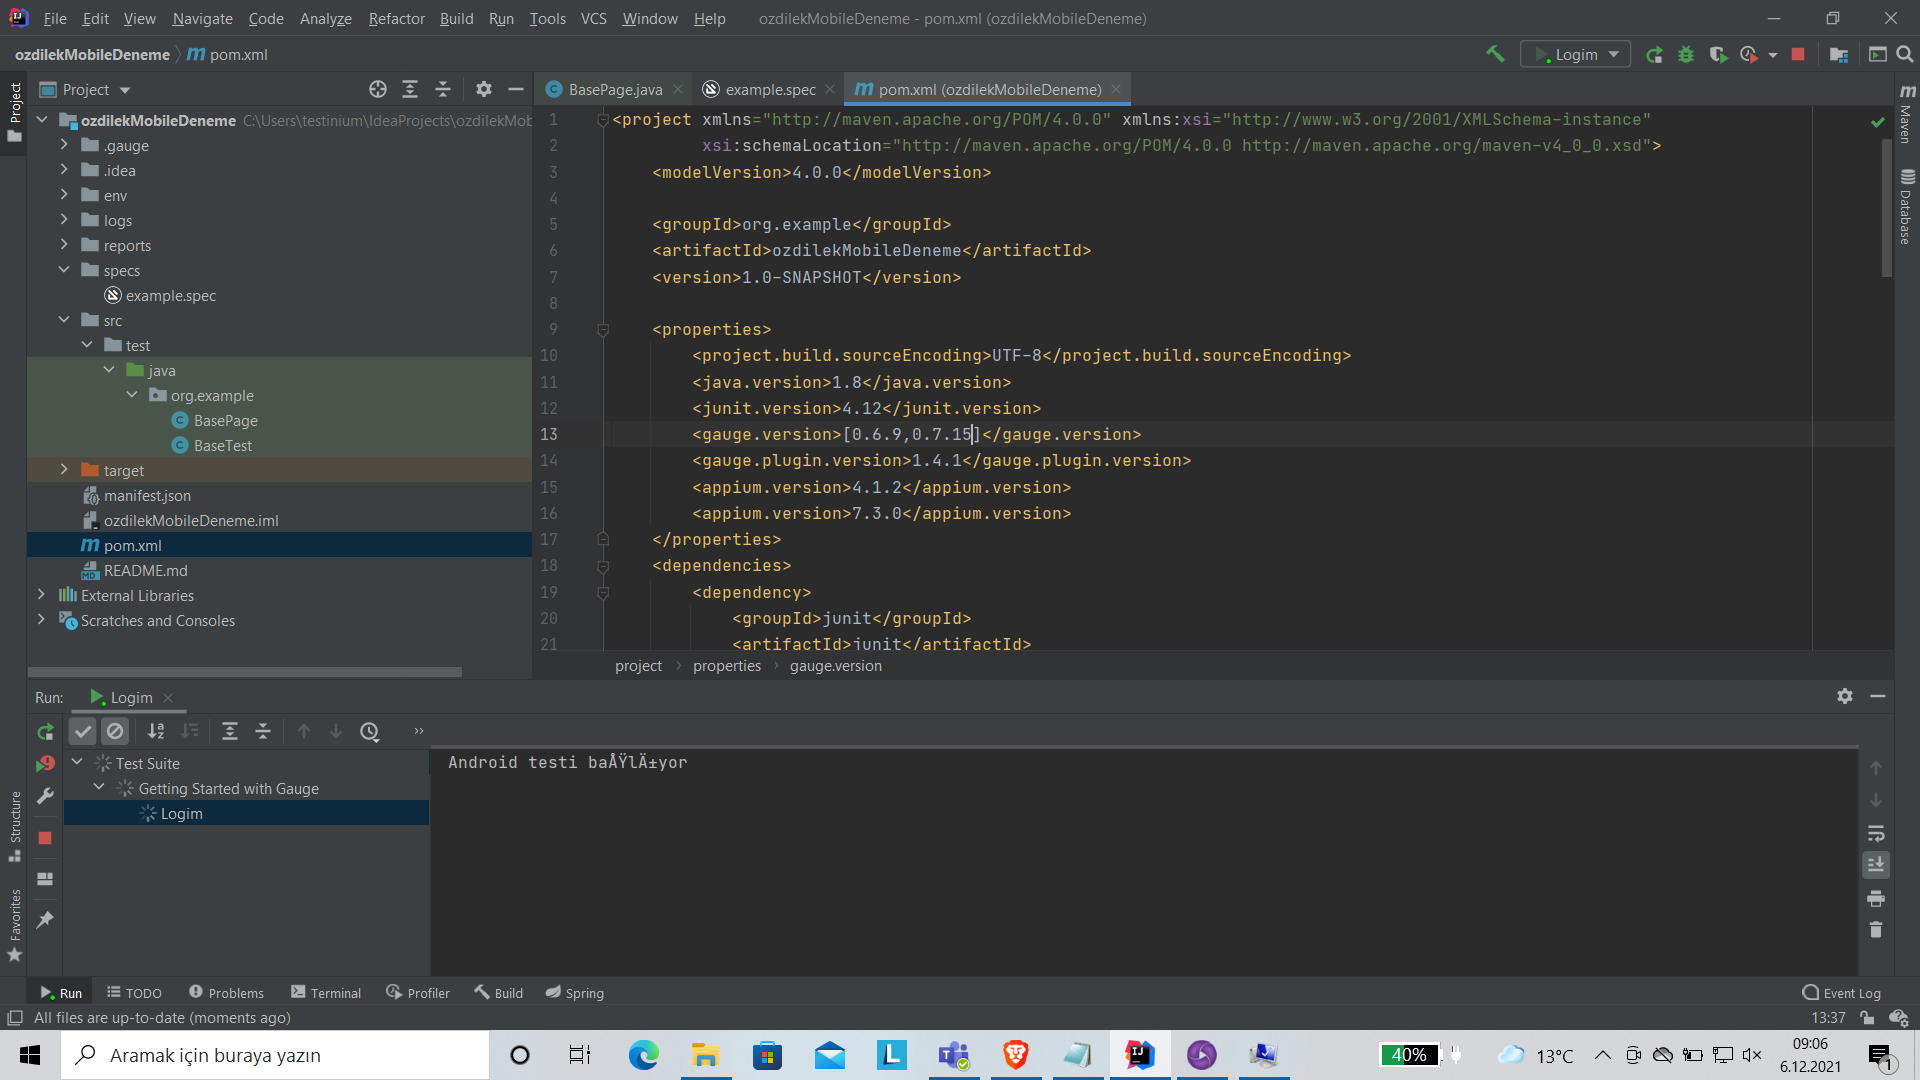 File Edit View Navigate Code Analyze Refactor Build Run Tools VCS Window Help ozdilekMobileDeneme - pom.xml (ozdilekMobileDeneme)
ozdilekMobileDeneme pom.xml
Logim
Project
BasePage.java
example.spec
pom.xml (ozdilekMobileDeneme)
Project
Structure
Favorites
Maven
Database
ozdilekMobileDeneme C:\Users\testinium\IdeaProjects\ozdilekMob
.gauge
.idea
env
logs
reports
specs
example.spec
src
test
java
org.example
BasePage
BaseTest
target
manifest.json
ozdilekMobileDeneme.iml
pom.xml
README.md
External Libraries
Scratches and Consoles
1 <project xmlns="http://maven.apache.org/POM/4.0.0" xmlns:xsi="http://www.w3.org/2001/XMLSchema-instance"
2 xsi:schemaLocation="http://maven.apache.org/POM/4.0.0 http://maven.apache.org/maven-v4_0_0.xsd">
3 <modelVersion>4.0.0</modelVersion>
4
5 <groupId>org.example</groupId>
6 <artifactId>ozdilekMobileDeneme</artifactId>
7 <version>1.0-SNAPSHOT</version>
8
9 <properties>
10 <project.build.sourceEncoding>UTF-8</project.build.sourceEncoding>
11 <java.version>1.8</java.version>
12 <junit.version>4.12</junit.version>
13 <gauge.version>[0.6.9,0.7.15]</gauge.version>
14 <gauge.plugin.version>1.4.1</gauge.plugin.version>
15 <appium.version>4.1.2</appium.version>
16 <appium.version>7.3.0</appium.version>
17 </properties>
18 <dependencies>
19 <dependency>
20 <groupId>junit</groupId>
21 <artifactId>junit</artifactId>
project properties gauge.version
Run: Logim
Test Suite
Getting Started with Gauge
Logim
Android testi baÅŸlÄ±yor
Run TODO Problems Terminal Profiler Build Spring Event Log
All files are up-to-date (moments ago) 13:37
Aramak için buraya yazın
40%
13°C
09:06
6.12.2021
1